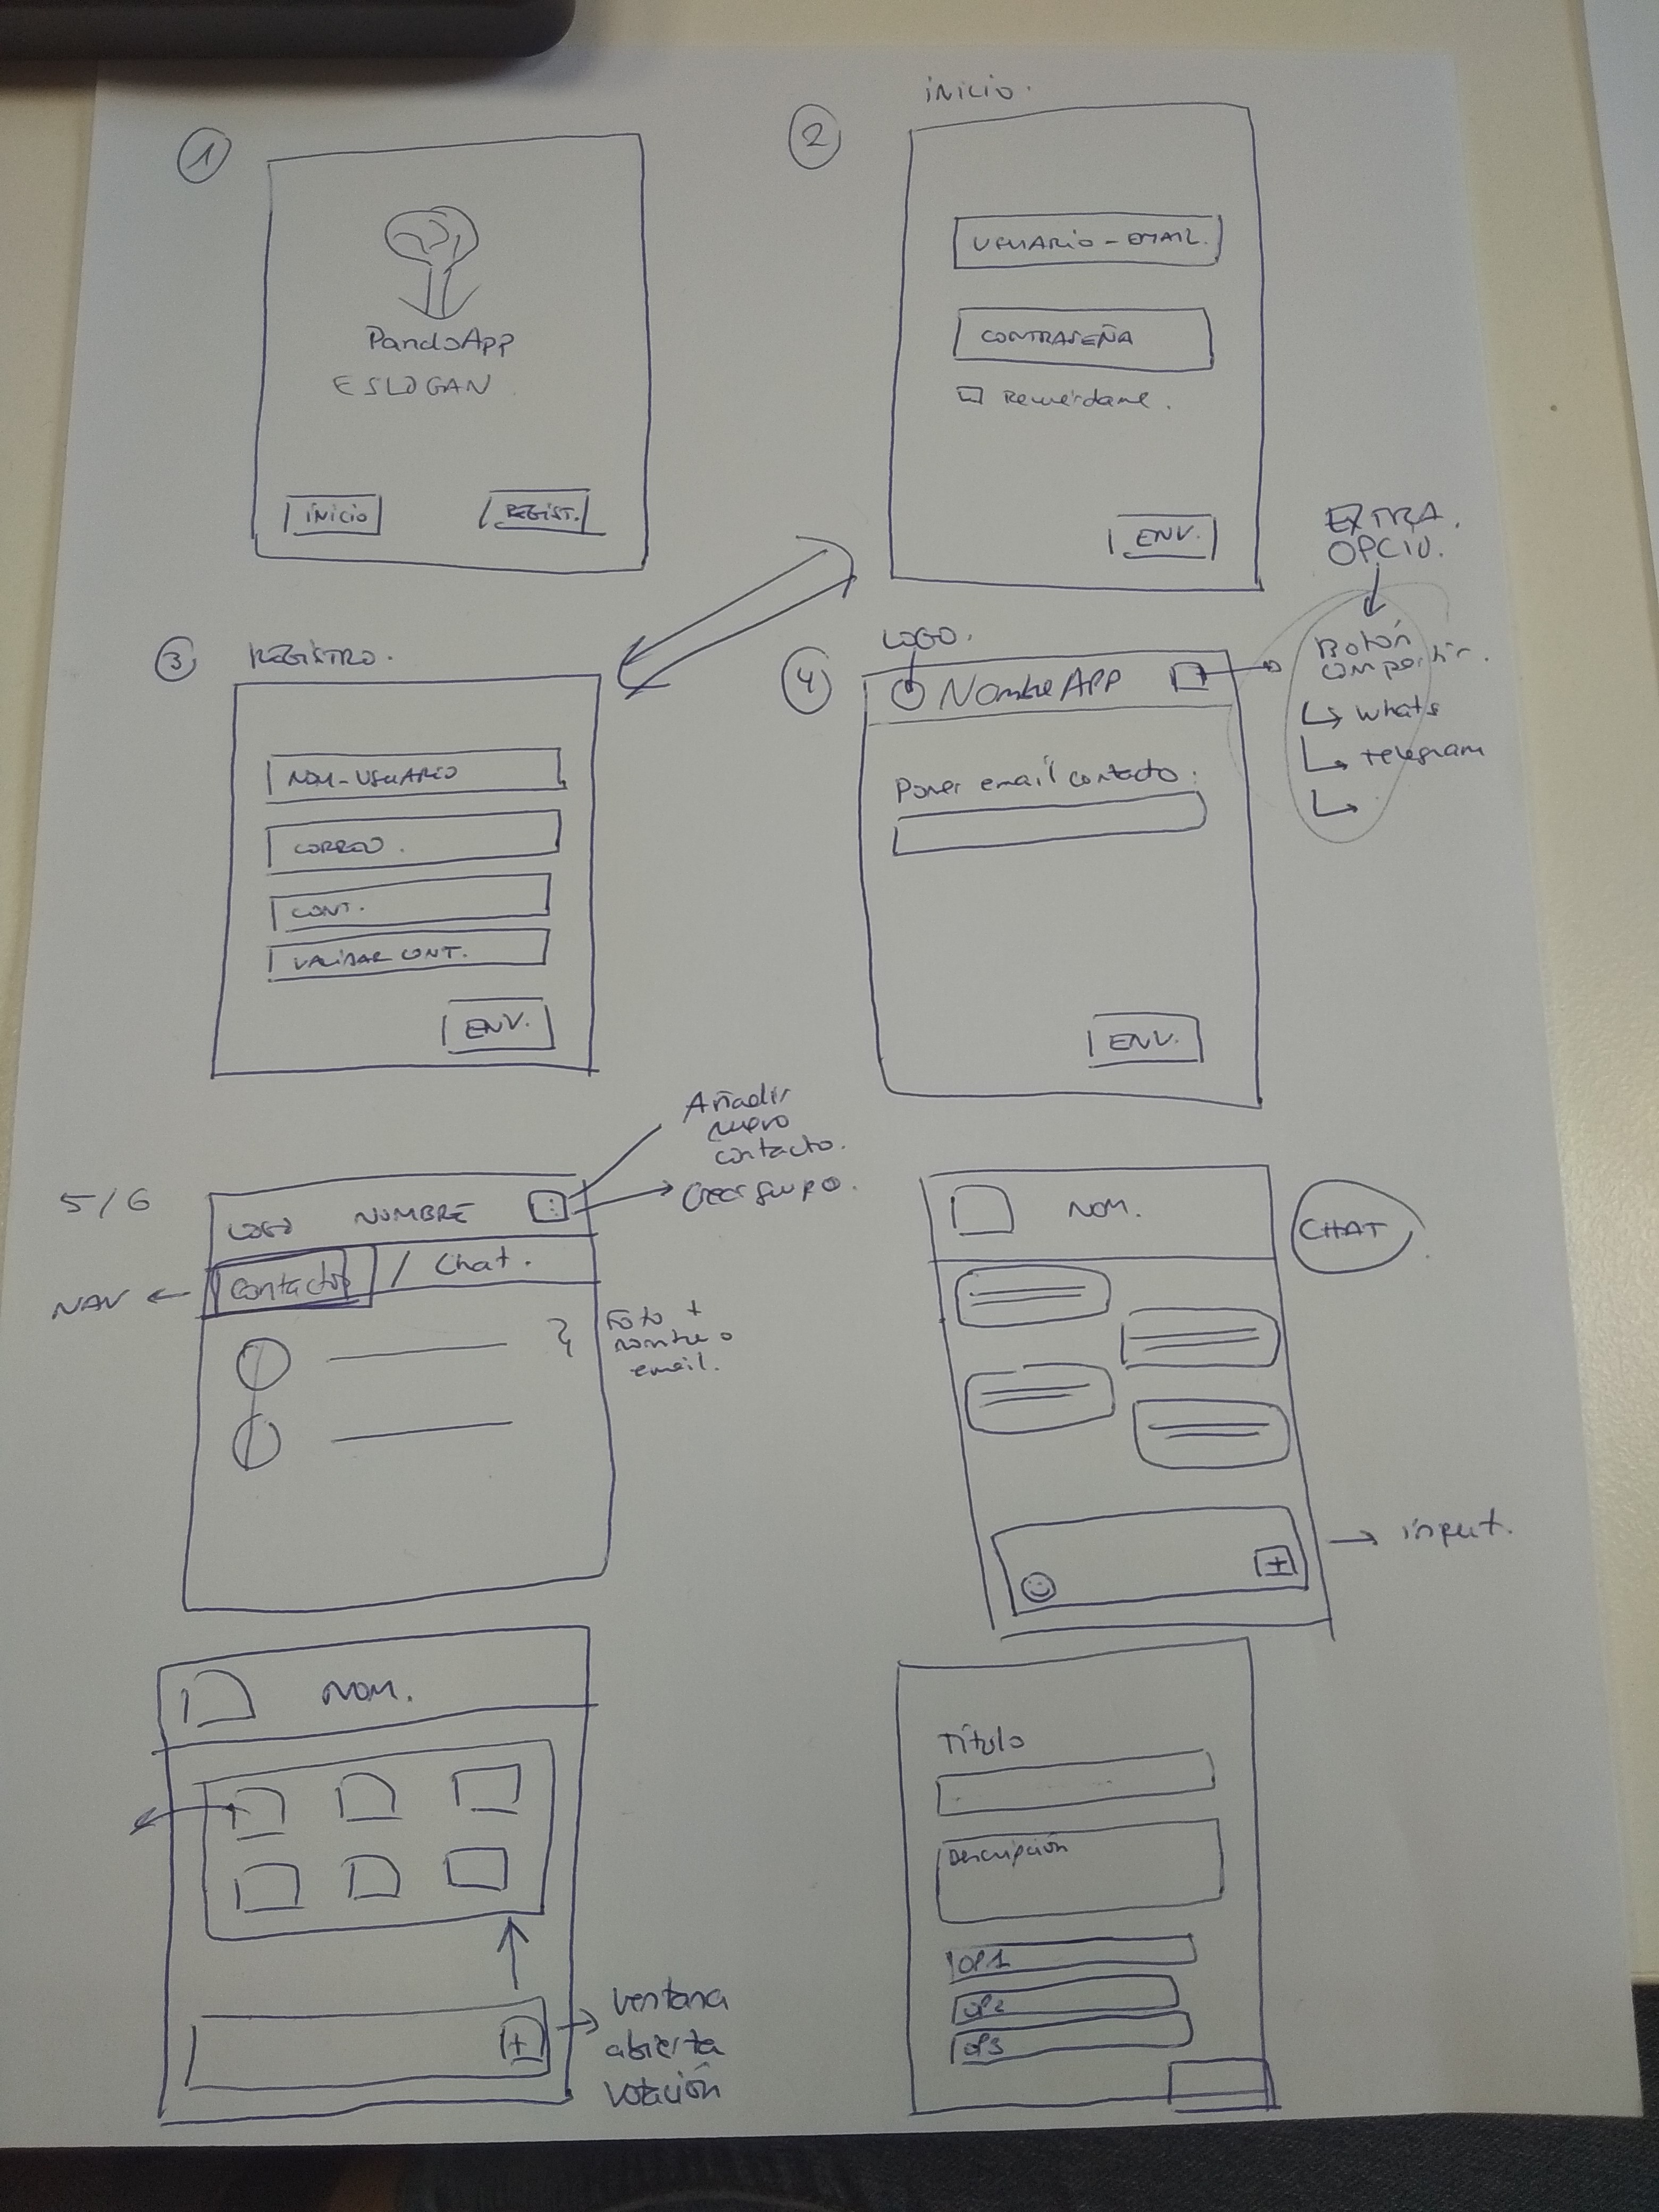 1
PandoApp
ESLOGAN
INICIO
REGIST.
2
INICIO.
USUARIO - EMAIL.
CONTRASEÑA
Recuérdame.
ENV.
3
REGISTRO.
NOM-USUARIO
CORREO.
CONT.
VALIDAR CONT.
ENV.
4
LOGO.
NombreAPP
Poner email contacto:
ENV.
EXTRA.
OPCIO.
Botón
compartir.
Whats
telegram
5/6
LOGO NOMBRE
Añadir
nuevo
contacto.
Crear grupo.
NAV
Contactos / Chat.
Foto +
nombre o
email.
NOM.
CHAT
input.
+
NOM.
+
ventana
abierta
votación
Título
Descripción
OP1
OP2
OP3